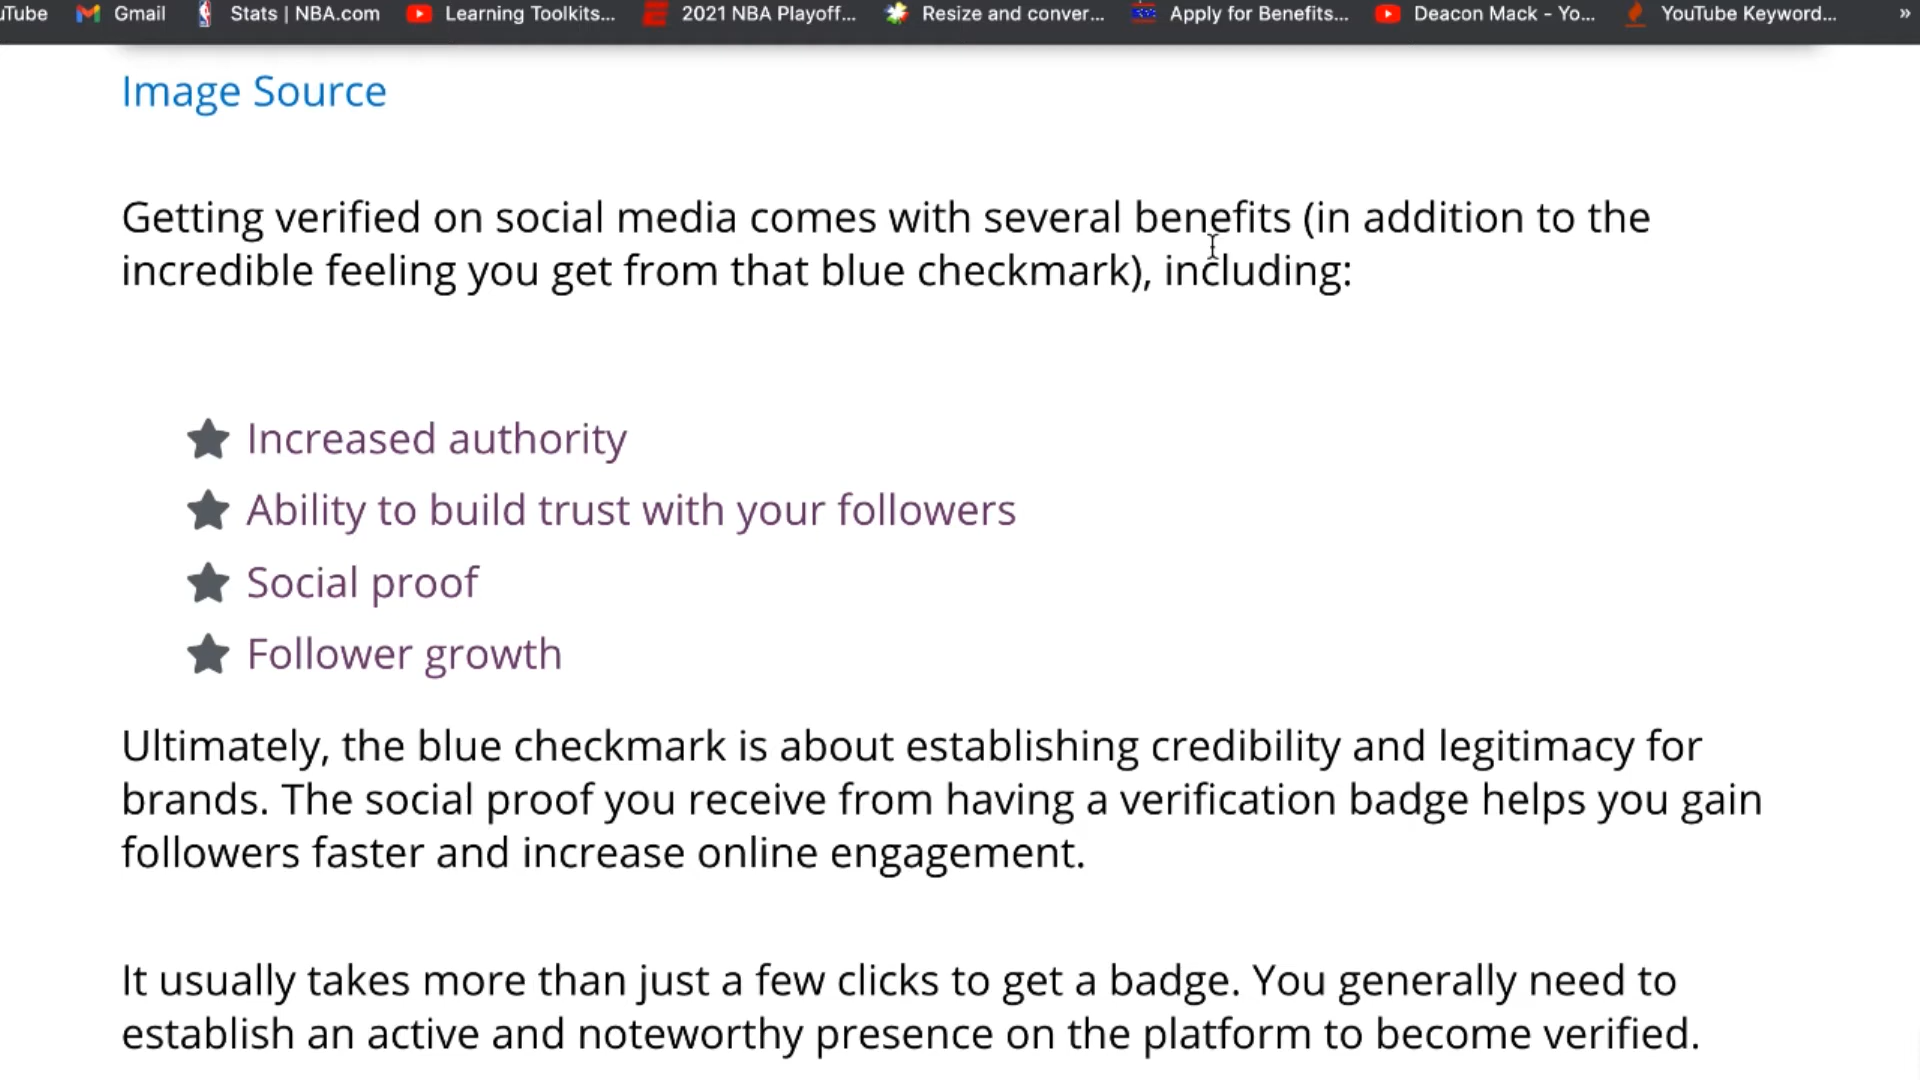 uTube Gmail Stats | NBA.com Learning Toolkits... 2021 NBA Playoff... Resize and conver... Apply for Benefits... Deacon Mack - Yo... YouTube Keyword... »
Image Source
Getting verified on social media comes with several benefits (in addition to the
incredible feeling you get from that blue checkmark), including:
Increased authority
Ability to build trust with your followers
Social proof
Follower growth
Ultimately, the blue checkmark is about establishing credibility and legitimacy for
brands. The social proof you receive from having a verification badge helps you gain
followers faster and increase online engagement.
It usually takes more than just a few clicks to get a badge. You generally need to
establish an active and noteworthy presence on the platform to become verified.